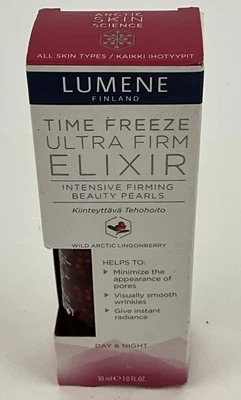 ARCTIC
SKIN
SCIENCE
ALL SKIN TYPES / KAIKKI IHOTYYPIT
LUMENE
FINLAND
TIME FREEZE
ULTRA FIRM
ELIXIR
INTENSIVE FIRMING
BEAUTY PEARLS
Kiinteyttävä Tehohoito
WILD ARCTIC LINGONBERRY
HELPS TO:
Minimize the
appearance of
pores
Visually smooth
wrinkles
Give instant
radiance
DAY & NIGHT
30 ml ℮ 1.0 FL.OZ.